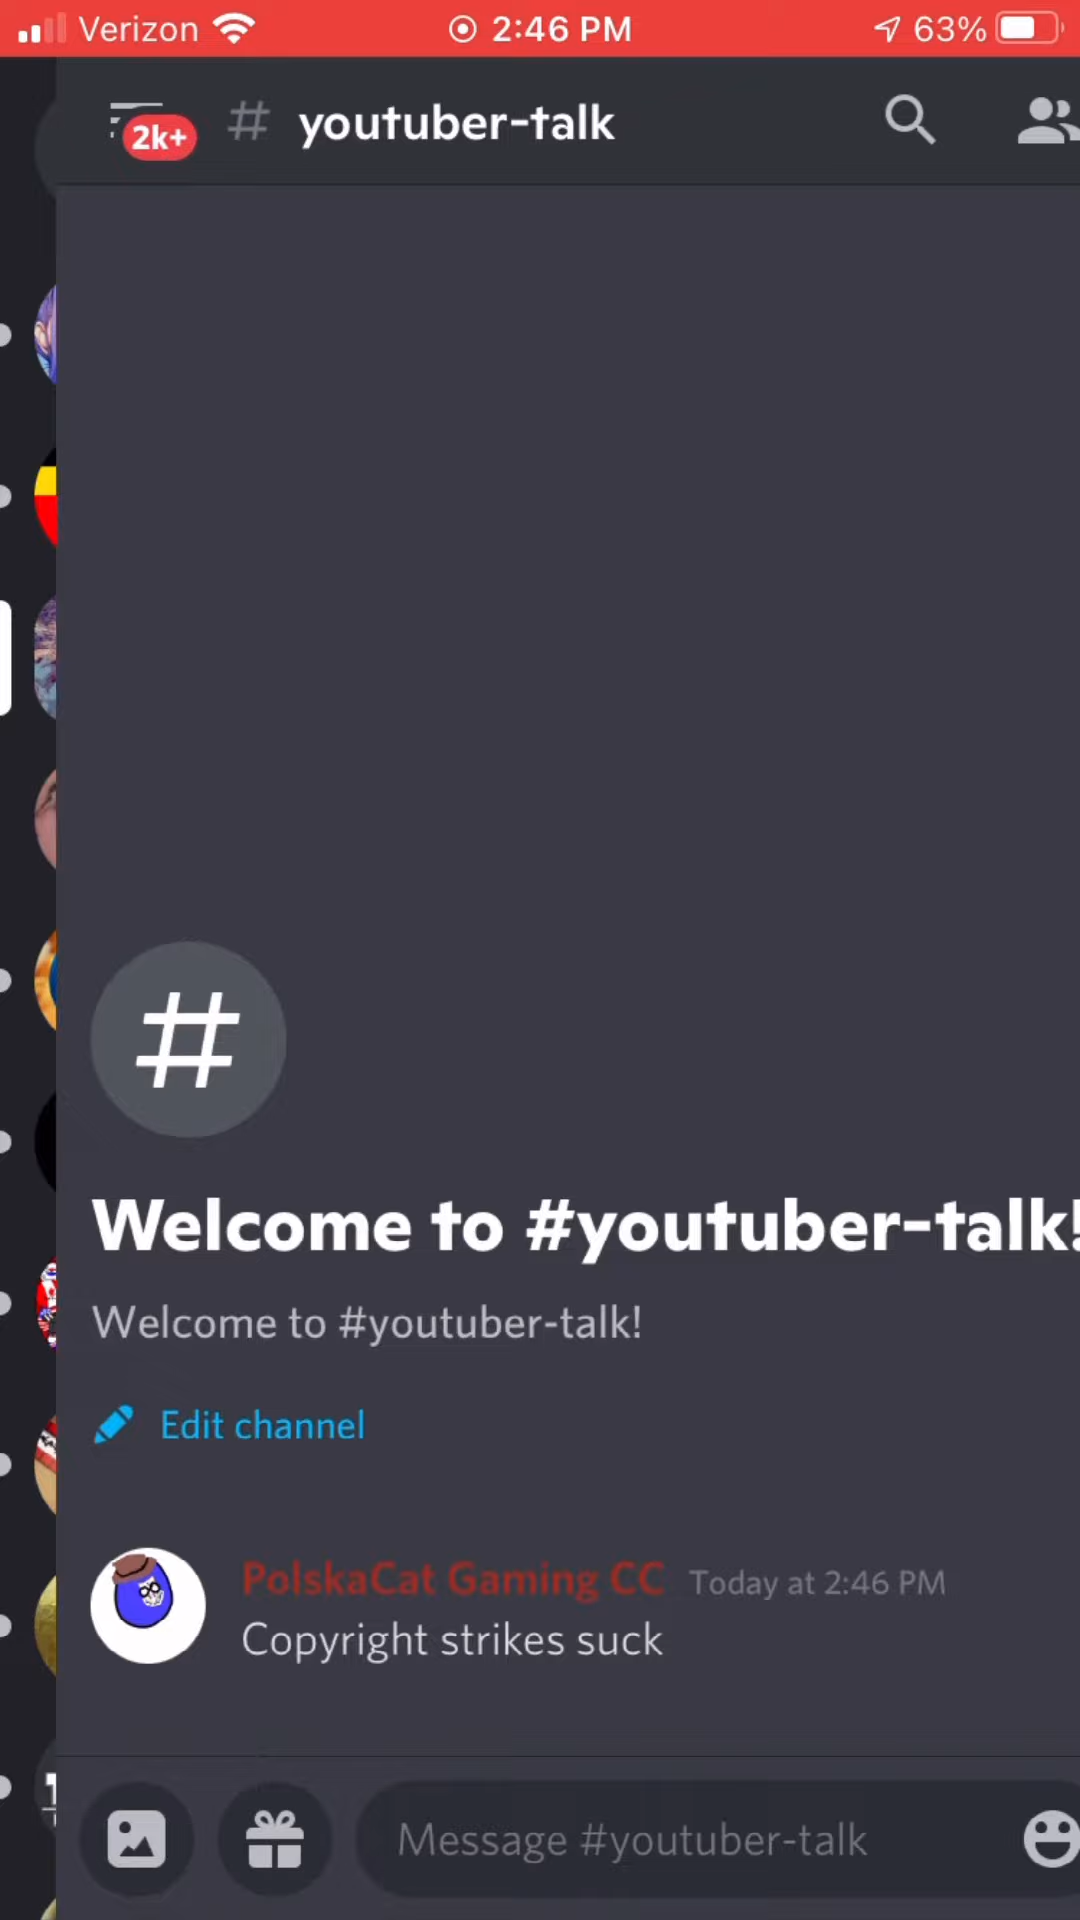 Verizon 2:46 PM 63%
2k+ # youtuber-talk
#
Welcome to #youtuber-talk!
Welcome to #youtuber-talk!
Edit channel
PolskaCat Gaming CC Today at 2:46 PM
Copyright strikes suck
Message #youtuber-talk